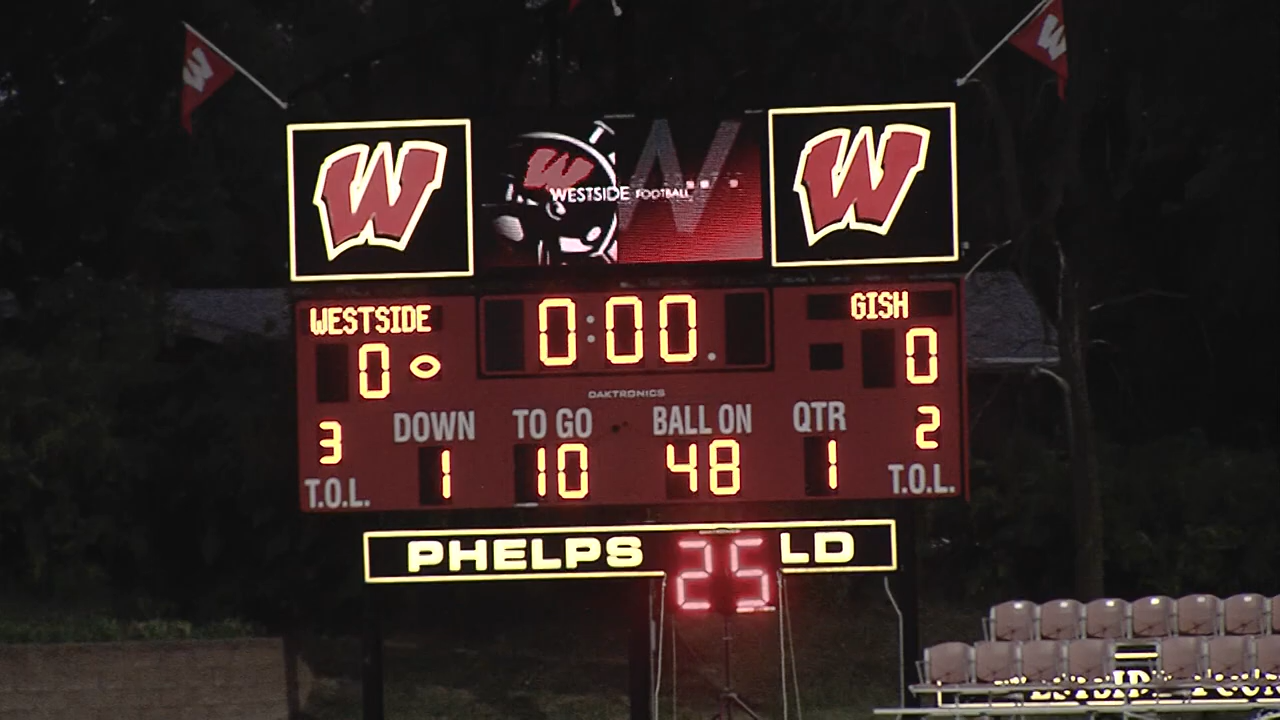 W
W
W
W
W
WESTSIDE FOOTBALL
W
WESTSIDE
0:00.
GISH
0
0
DAKTRONICS
DOWN
TO GO
BALL ON
QTR
3
1
10
48
1
2
T.O.L.
T.O.L.
PHELPS
25
LD